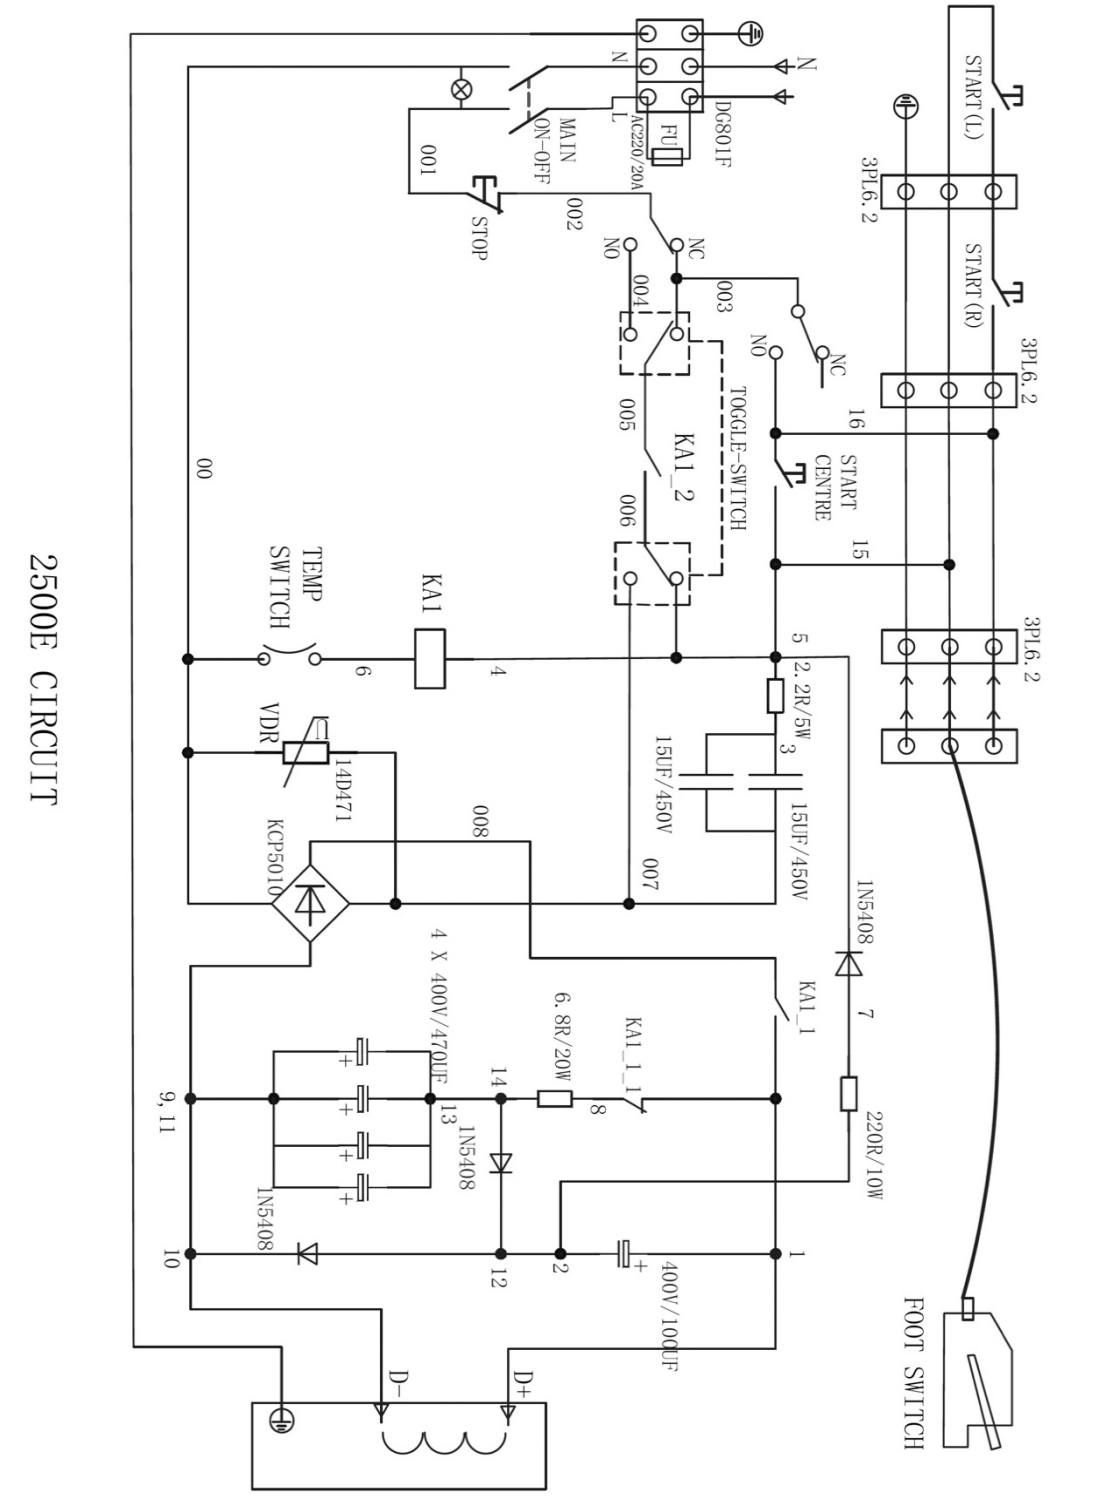 2500E CIRCUIT
START(L)
3PL6.2
START(R)
3PL6.2
3PL6.2
FOOT SWITCH
N
DG801F
FU
AC220/20A
N
L
MAIN
ON-OFF
001
STOP
002
NC
NO
003
004
NC
NO
16
START
CENTRE
15
TOGGLE-SWITCH
005
KA1_2
006
00
TEMP
SWITCH
KA1
6
4
5
2.2R/5W
3
15UF/450V
15UF/450V
VDR
14D471
KCP5010
008
007
1N5408
7
220R/10W
KA1_1
KA1_1_1
6.8R/20W
8
4 X 400V/470UF
14
13
1N5408
9,11
1N5408
10
12
2
1
400V/100UF
D-
D+